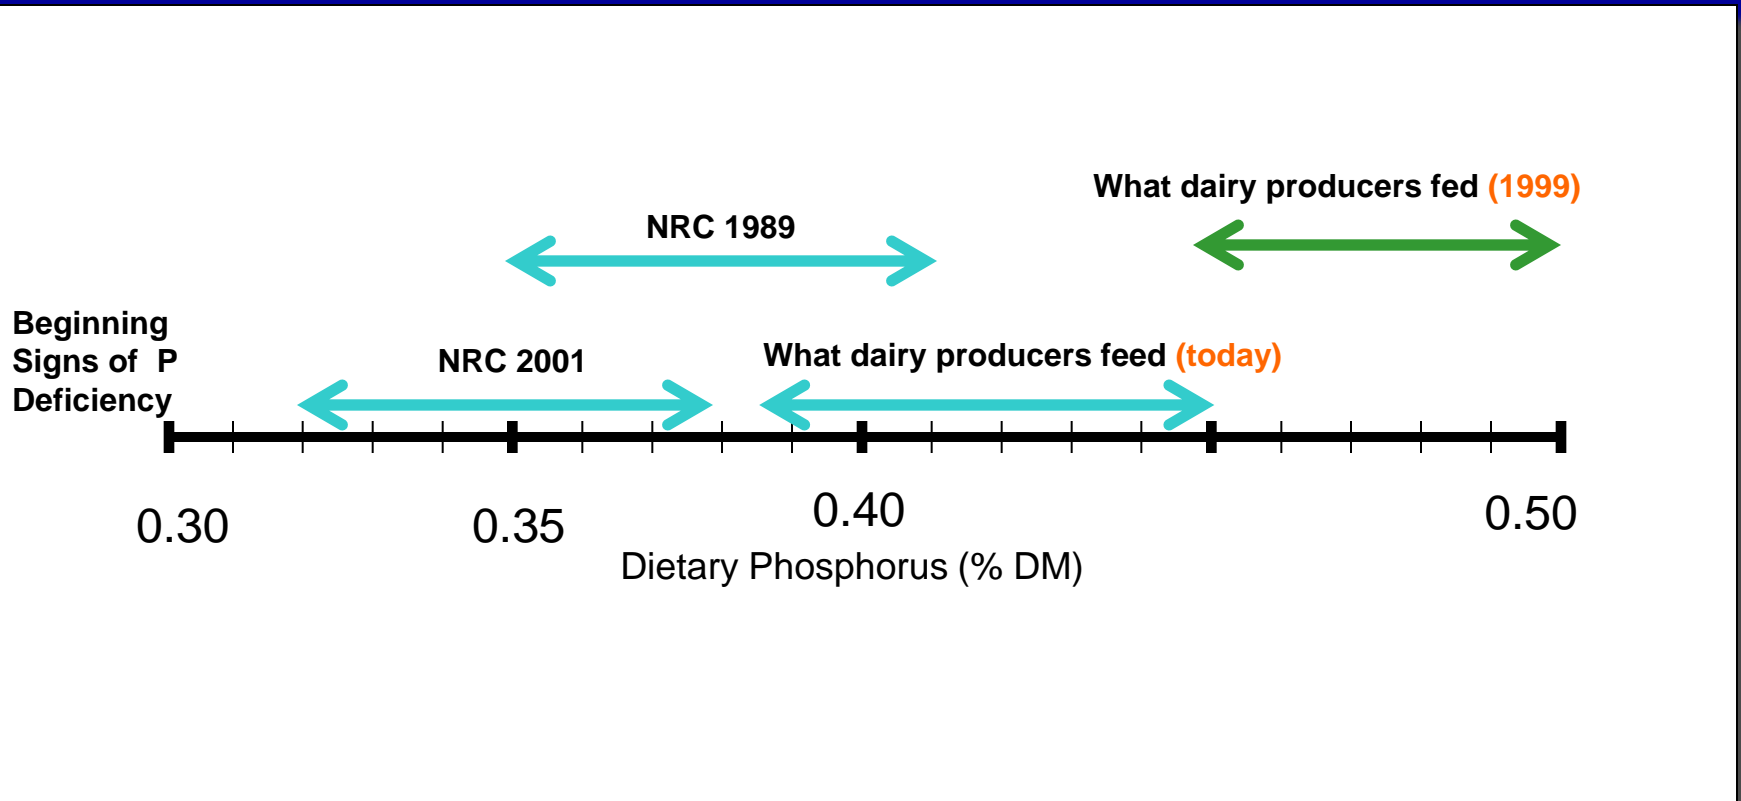 What dairy producers fed (1999)
NRC 1989
Beginning
Signs of  P
Deficiency
NRC 2001
What dairy producers feed (today)
0.30
0.35
0.40
0.50
Dietary Phosphorus (% DM)